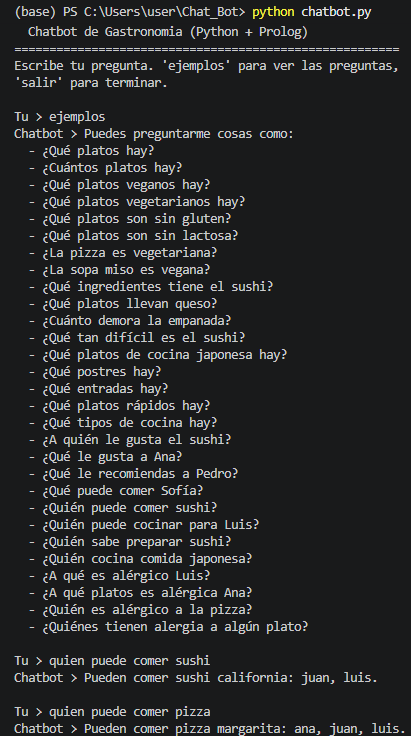 (base) PS C:\Users\user\Chat_Bot> python chatbot.py
Chatbot de Gastronomia (Python + Prolog)
=======================================================
Escribe tu pregunta. 'ejemplos' para ver las preguntas,
'salir' para terminar.
Tu > ejemplos
Chatbot > Puedes preguntarme cosas como:
- ¿Qué platos hay?
- ¿Cuántos platos hay?
- ¿Qué platos veganos hay?
- ¿Qué platos vegetarianos hay?
- ¿Qué platos son sin gluten?
- ¿Qué platos son sin lactosa?
- ¿La pizza es vegetariana?
- ¿La sopa miso es vegana?
- ¿Qué ingredientes tiene el sushi?
- ¿Qué platos llevan queso?
- ¿Cuánto demora la empanada?
- ¿Qué tan difícil es el sushi?
- ¿Qué platos de cocina japonesa hay?
- ¿Qué postres hay?
- ¿Qué entradas hay?
- ¿Qué platos rápidos hay?
- ¿Qué tipos de cocina hay?
- ¿A quién le gusta el sushi?
- ¿Qué le gusta a Ana?
- ¿Qué le recomiendas a Pedro?
- ¿Qué puede comer Sofía?
- ¿Quién puede comer sushi?
- ¿Quién puede cocinar para Luis?
- ¿Quién sabe preparar sushi?
- ¿Quién cocina comida japonesa?
- ¿A qué es alérgico Luis?
- ¿A qué platos es alérgica Ana?
- ¿Quién es alérgico a la pizza?
- ¿Quiénes tienen alergia a algún plato?
Tu > quien puede comer sushi
Chatbot > Pueden comer sushi california: juan, luis.
Tu > quien puede comer pizza
Chatbot > Pueden comer pizza margarita: ana, juan, luis.